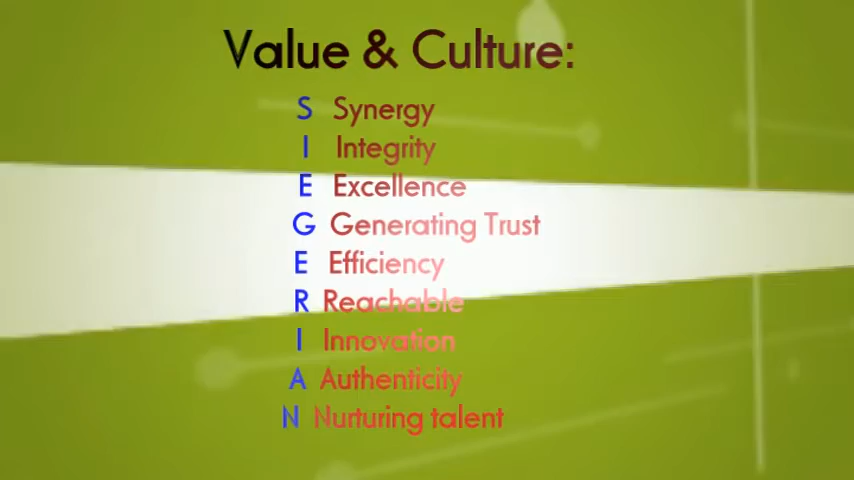 Value & Culture:
S Synergy
I Integrity
E Excellence
G Generating Trust
E Efficiency
R Reachable
I Innovation
A Authenticity
N Nurturing talent